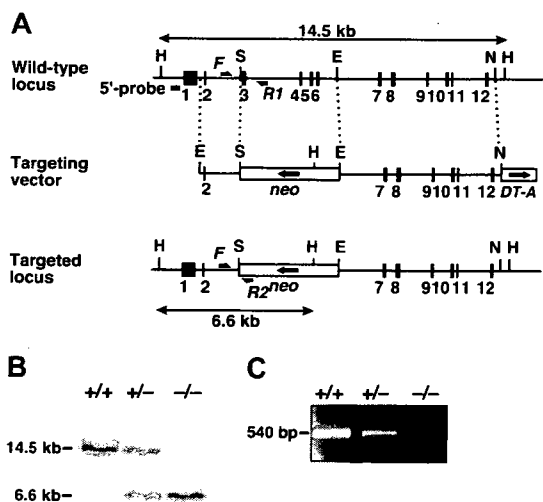 A
14.5 kb
H S E N H
F
Wild-type locus
5'-probe
1 2 3 R1 456 7 8 9 10 11 12
E S H E N
Targeting vector
2 neo 7 8 9 10 11 12 DT-A
H S H E N H
F
Targeted locus
1 2 R2 neo 7 8 9 10 11 12
6.6 kb
B
+/+ +/– –/–
14.5 kb
6.6 kb
C
+/+ +/– –/–
540 bp